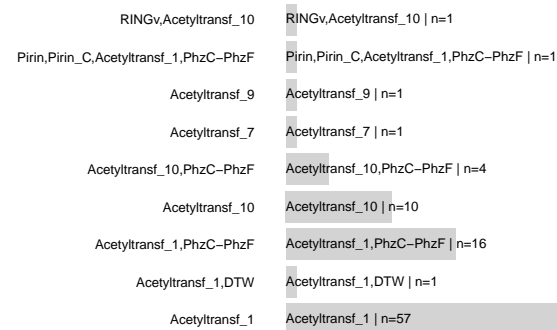 RINGv,Acetyltransf_10 RINGv,Acetyltransf_10 | n=1
Pirin,Pirin_C,Acetyltransf_1,PhzC−PhzF Pirin,Pirin_C,Acetyltransf_1,PhzC−PhzF | n=1
Acetyltransf_9 Acetyltransf_9 | n=1
Acetyltransf_7 Acetyltransf_7 | n=1
Acetyltransf_10,PhzC−PhzF Acetyltransf_10,PhzC−PhzF | n=4
Acetyltransf_10 Acetyltransf_10 | n=10
Acetyltransf_1,PhzC−PhzF Acetyltransf_1,PhzC−PhzF | n=16
Acetyltransf_1,DTW Acetyltransf_1,DTW | n=1
Acetyltransf_1 Acetyltransf_1 | n=57